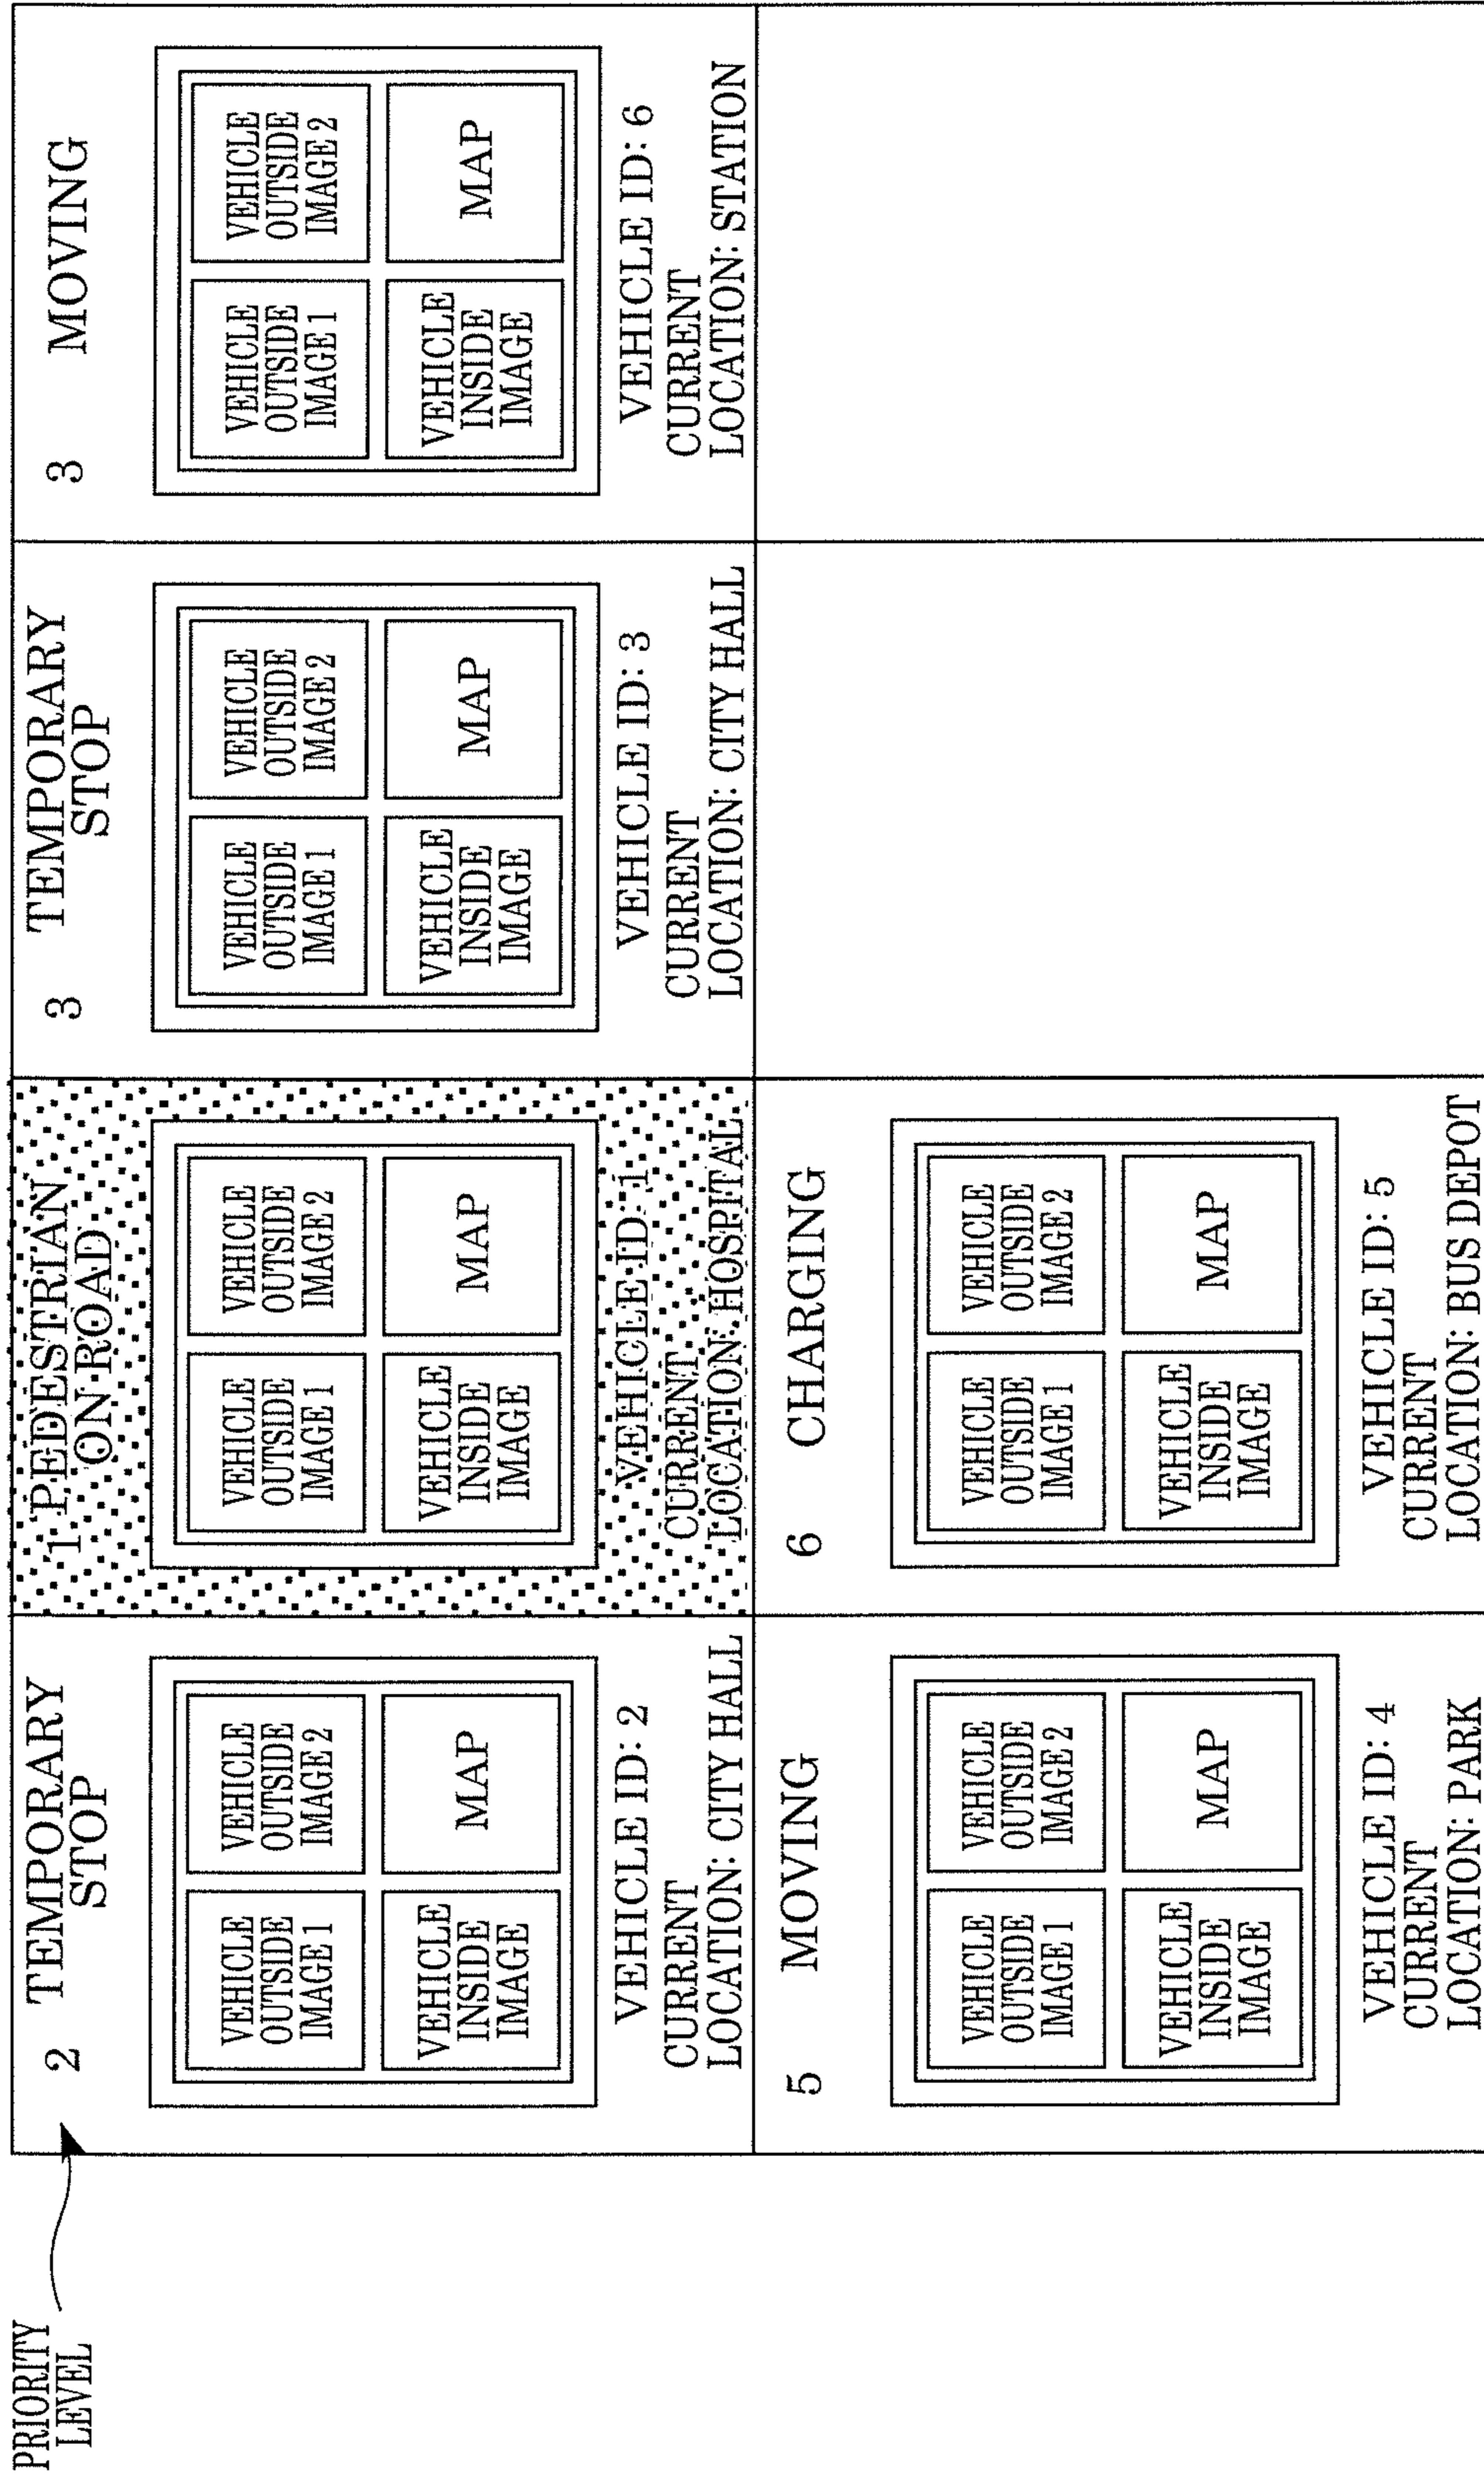 PRIORITY
LEVEL
2 TEMPORARY
STOP
VEHICLE
OUTSIDE
IMAGE 1
VEHICLE
OUTSIDE
IMAGE 2
VEHICLE
INSIDE
IMAGE
MAP
VEHICLE ID: 2
CURRENT
LOCATION: CITY HALL
1 PEDESTRIAN
ON ROAD
VEHICLE
OUTSIDE
IMAGE 1
VEHICLE
OUTSIDE
IMAGE 2
VEHICLE
INSIDE
IMAGE
MAP
VEHICLE ID: 1
CURRENT
LOCATION: HOSPITAL
3 TEMPORARY
STOP
VEHICLE
OUTSIDE
IMAGE 1
VEHICLE
OUTSIDE
IMAGE 2
VEHICLE
INSIDE
IMAGE
MAP
VEHICLE ID: 3
CURRENT
LOCATION: CITY HALL
3 MOVING
VEHICLE
OUTSIDE
IMAGE 1
VEHICLE
OUTSIDE
IMAGE 2
VEHICLE
INSIDE
IMAGE
MAP
VEHICLE ID: 6
CURRENT
LOCATION: STATION
5 MOVING
VEHICLE
OUTSIDE
IMAGE 1
VEHICLE
OUTSIDE
IMAGE 2
VEHICLE
INSIDE
IMAGE
MAP
VEHICLE ID: 4
CURRENT
LOCATION: PARK
6 CHARGING
VEHICLE
OUTSIDE
IMAGE 1
VEHICLE
OUTSIDE
IMAGE 2
VEHICLE
INSIDE
IMAGE
MAP
VEHICLE ID: 5
CURRENT
LOCATION: BUS DEPOT